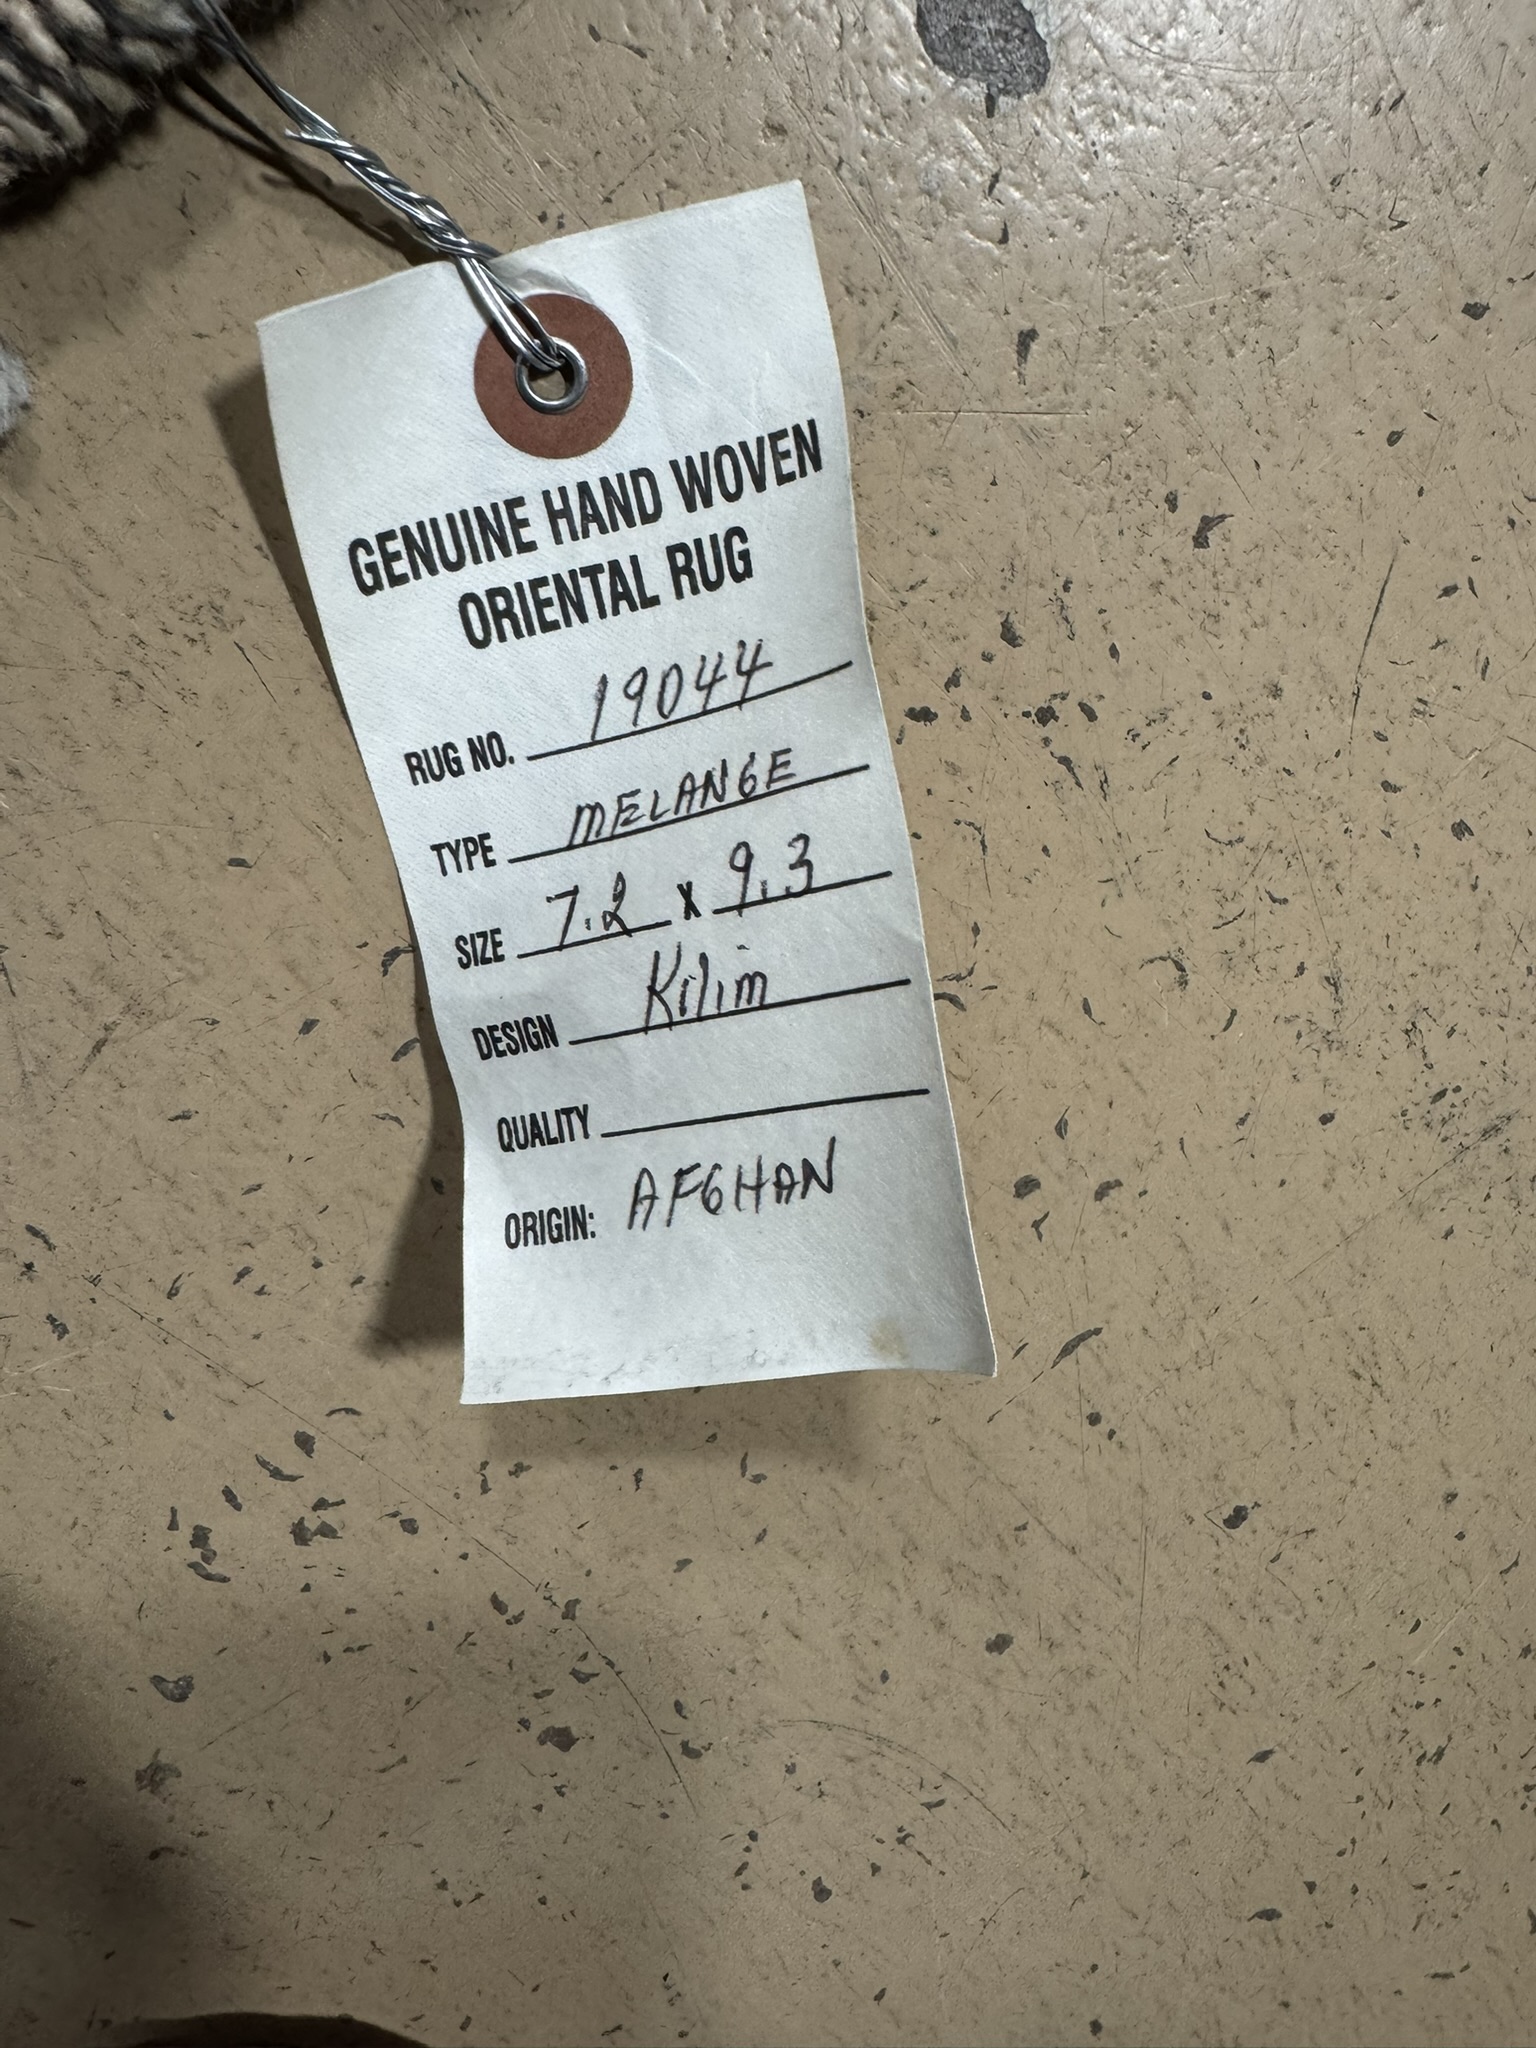 GENUINE HAND WOVEN
ORIENTAL RUG
RUG NO. 19044
TYPE MELANGE
SIZE 7.2 X 9.3
DESIGN Kilim
QUALITY
ORIGIN: AFGHAN